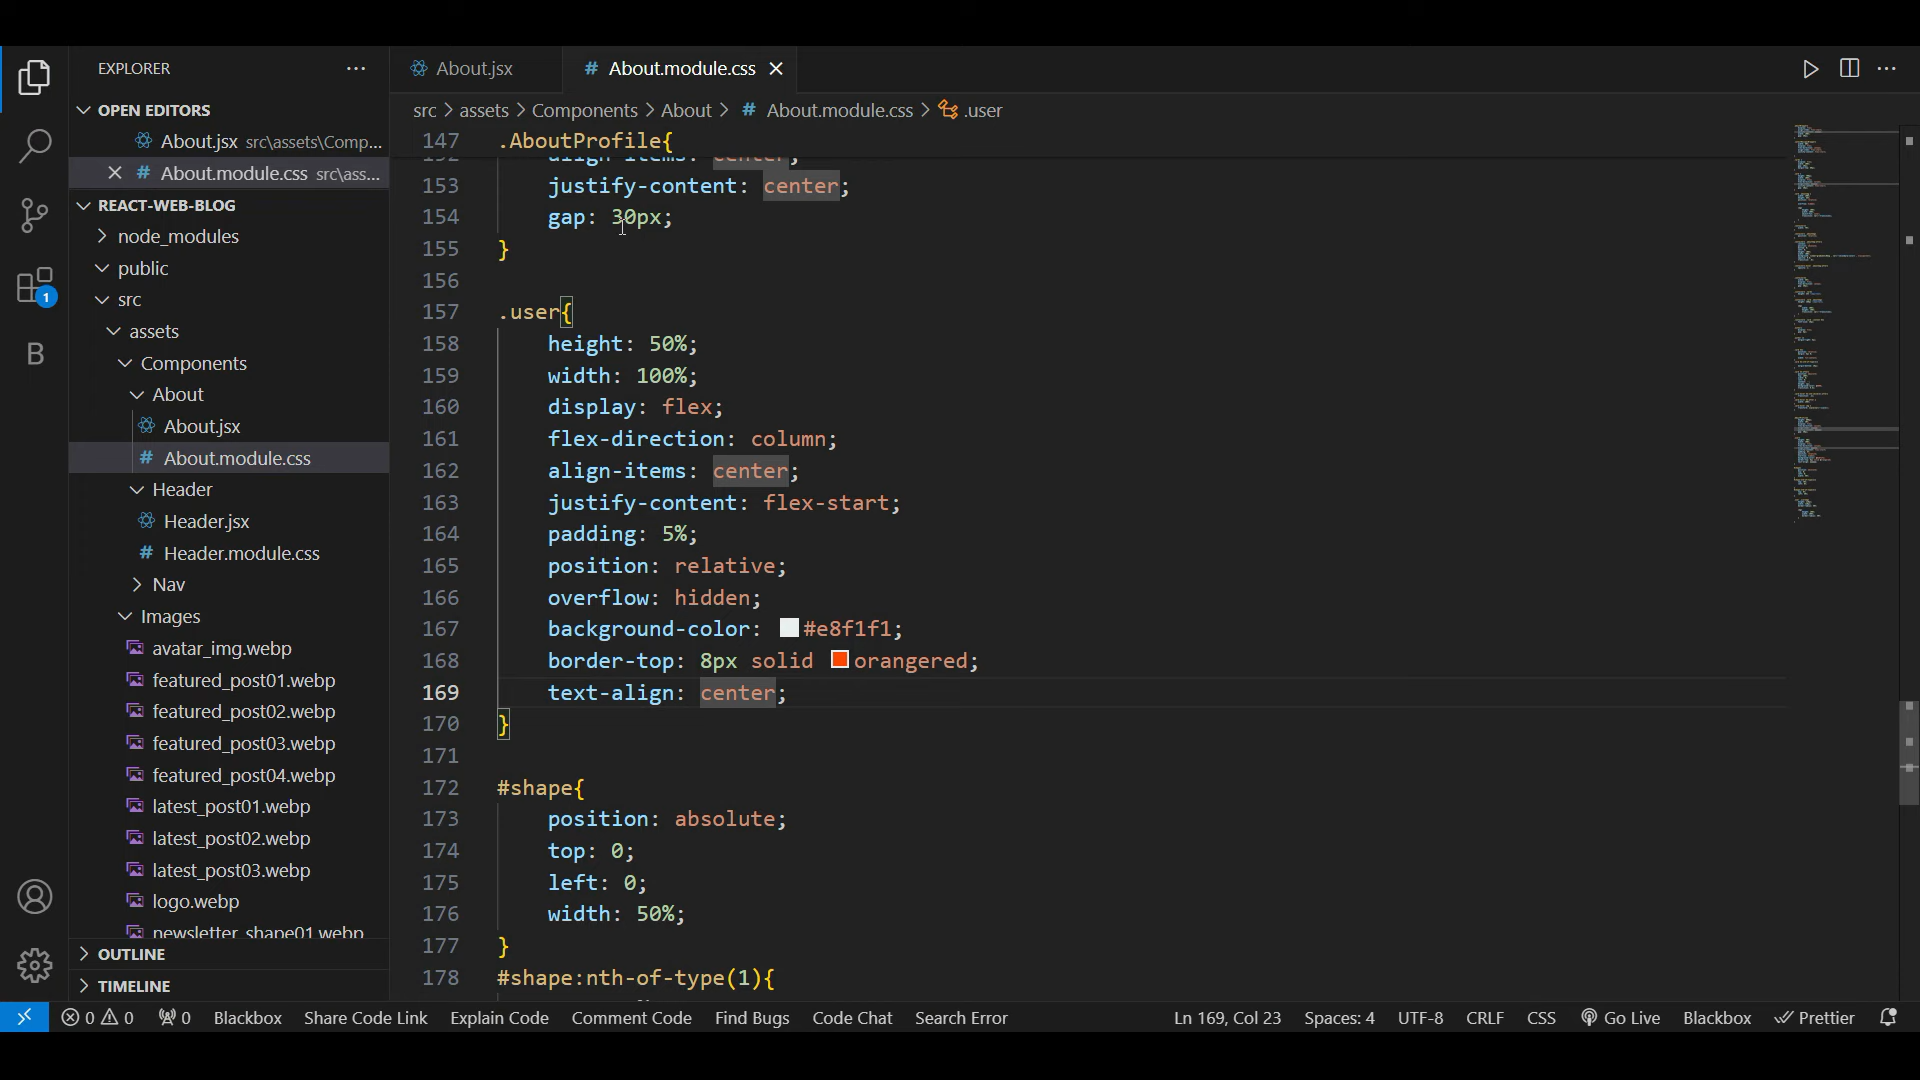 EXPLORER
OPEN EDITORS
About.jsx src\assets\Comp...
About.module.css src\ass...
REACT-WEB-BLOG
node_modules
public
src
assets
Components
About
About.jsx
About.module.css
Header
Header.jsx
Header.module.css
Nav
Images
avatar_img.webp
featured_post01.webp
featured_post02.webp
featured_post03.webp
featured_post04.webp
latest_post01.webp
latest_post02.webp
latest_post03.webp
logo.webp
newsletter_shape01.webp
OUTLINE
TIMELINE
B
1
About.jsx
# About.module.css
src > assets > Components > About > # About.module.css > .user
147 .AboutProfile{
152 align-items: center;
153 justify-content: center;
154 gap: 30px;
155 }
156
157 .user{
158 height: 50%;
159 width: 100%;
160 display: flex;
161 flex-direction: column;
162 align-items: center;
163 justify-content: flex-start;
164 padding: 5%;
165 position: relative;
166 overflow: hidden;
167 background-color: #e8f1f1;
168 border-top: 8px solid orangered;
169 text-align: center;
170 }
171
172 #shape{
173 position: absolute;
174 top: 0;
175 left: 0;
176 width: 50%;
177 }
178 #shape:nth-of-type(1){
0 0 0 Blackbox Share Code Link Explain Code Comment Code Find Bugs Code Chat Search Error Ln 169, Col 23 Spaces: 4 UTF-8 CRLF CSS Go Live Blackbox Prettier